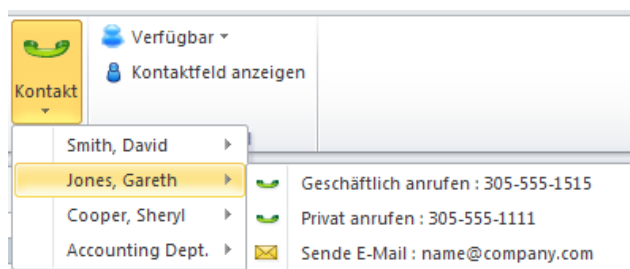 Verfügbar
Kontaktfeld anzeigen
Kontakt
Smith, David
Jones, Gareth
Geschäftlich anrufen : 305-555-1515
Cooper, Sheryl
Privat anrufen : 305-555-1111
Accounting Dept.
Sende E-Mail : name@company.com